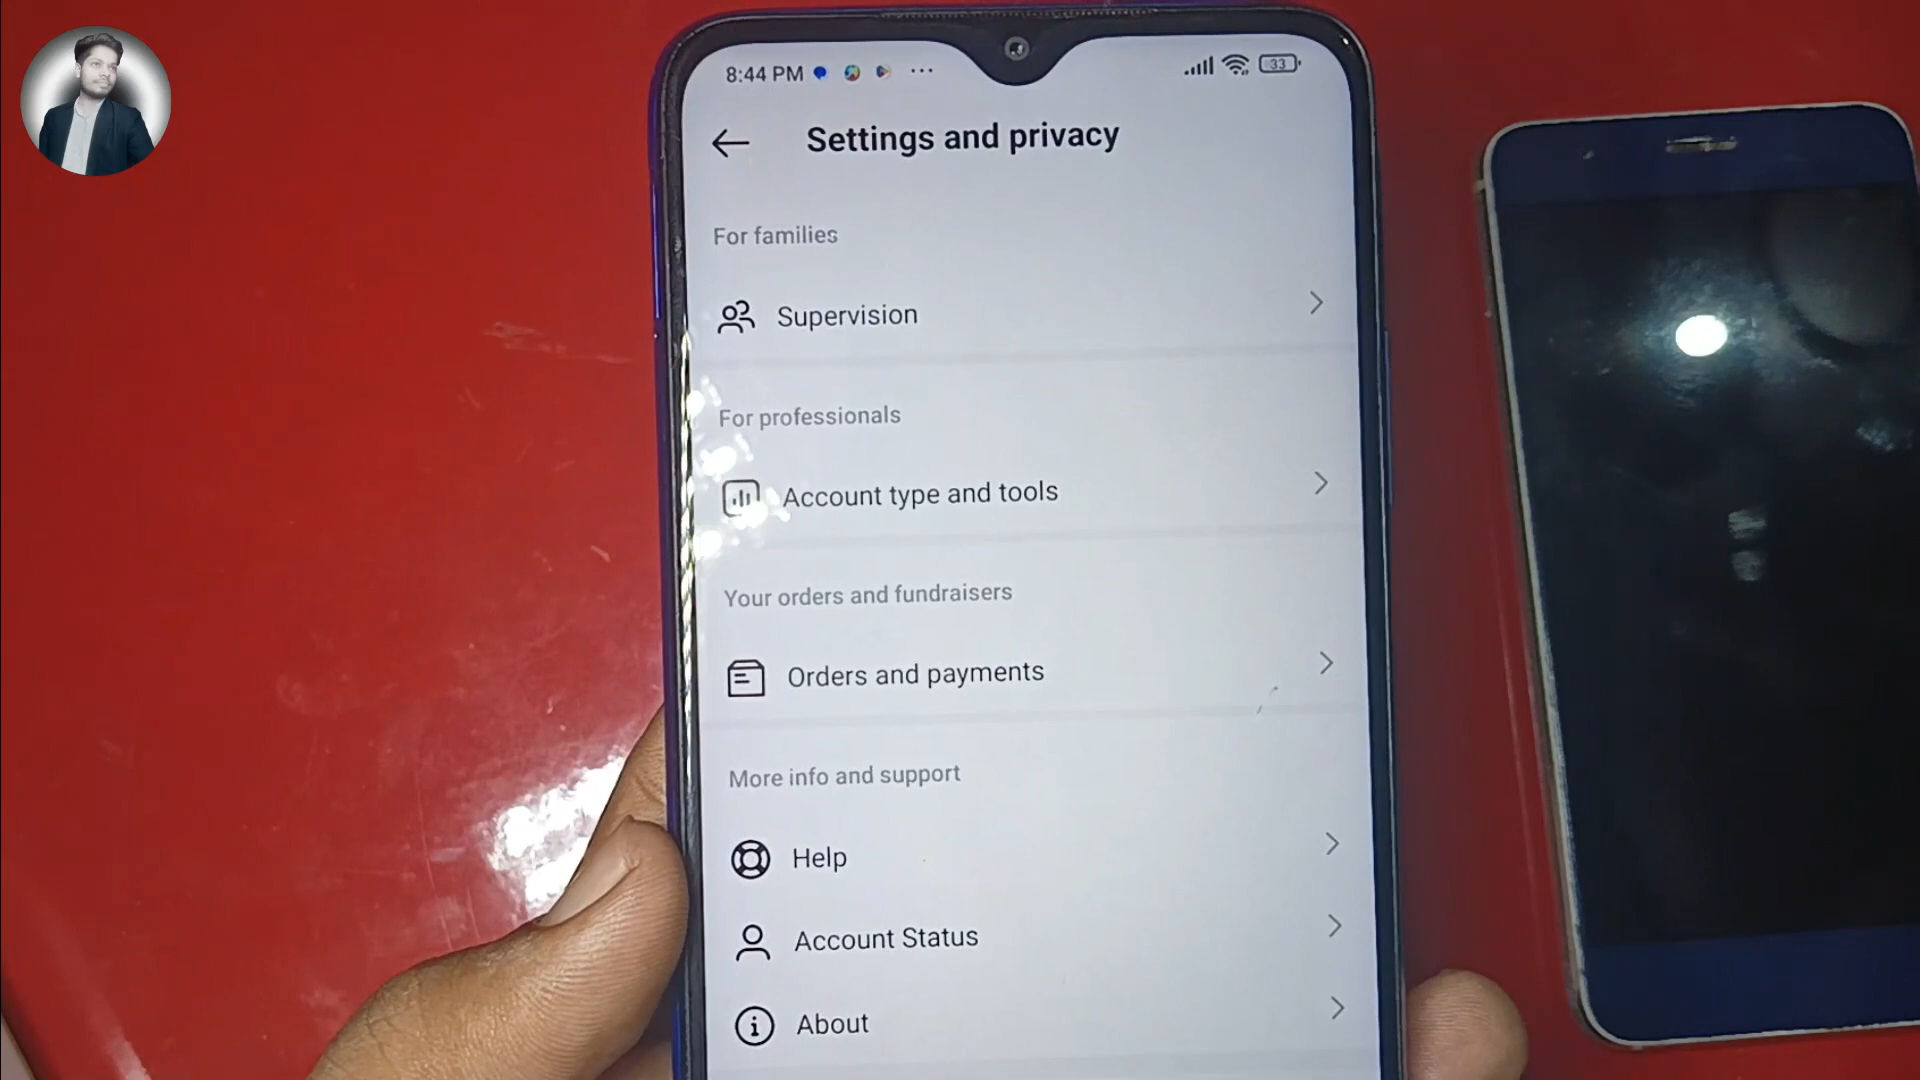 8:44 PM
33
Settings and privacy
For families
Supervision
For professionals
Account type and tools
Your orders and fundraisers
Orders and payments
More info and support
Help
Account Status
About